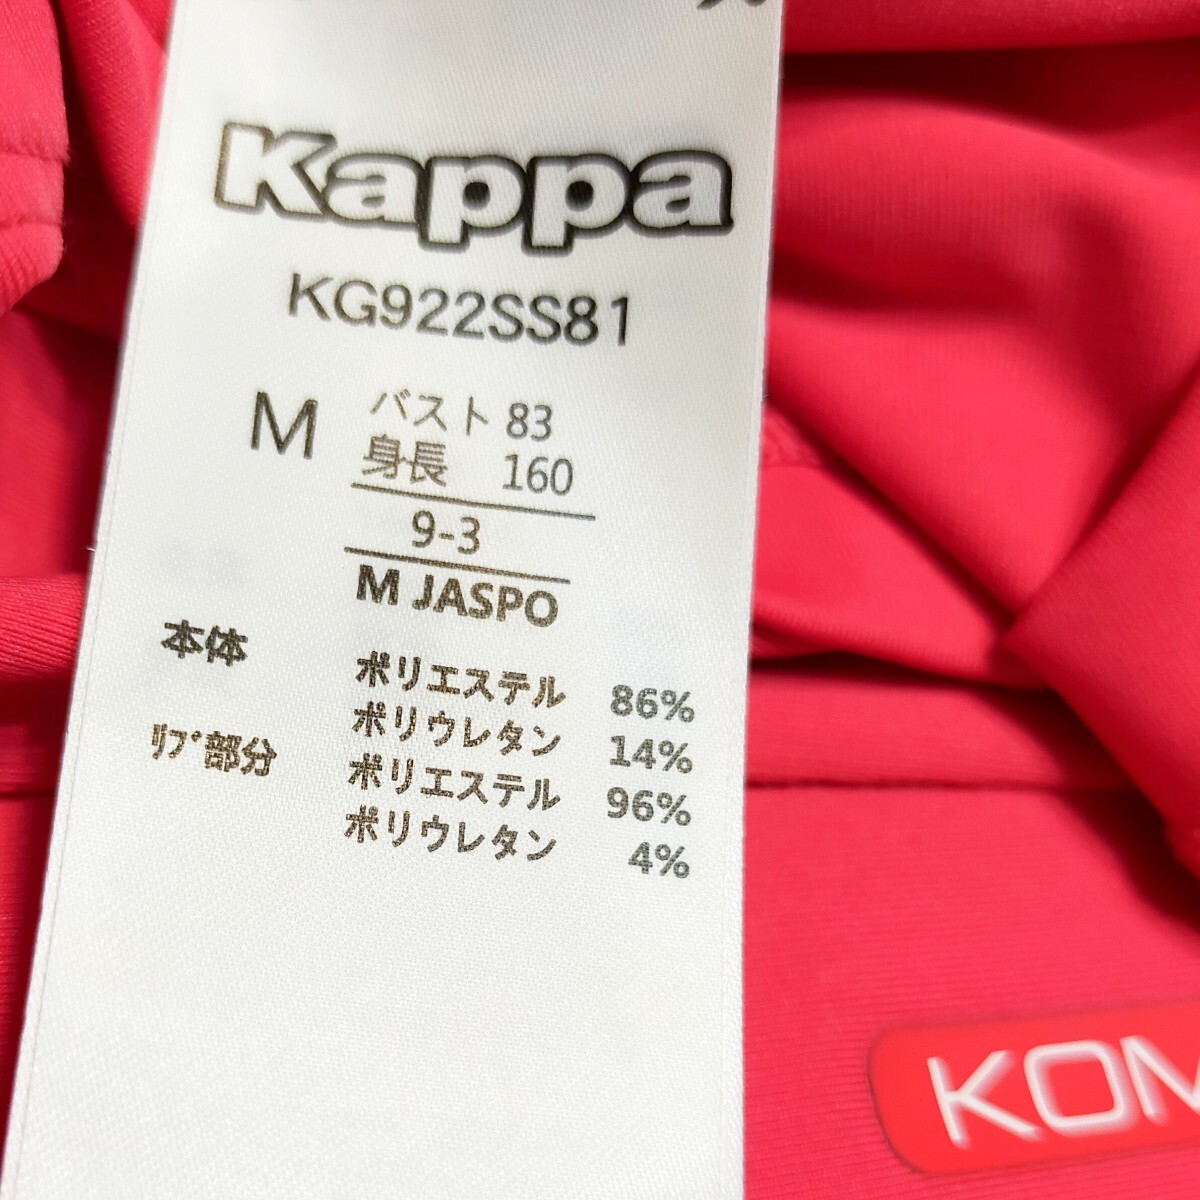 Kappa
KG922SS81
M
バスト 83
身長 160
9-3
M JASPO
本体 ポリエステル 86%
ポリウレタン 14%
ﾘﾌﾞ部分 ポリエステル 96%
ポリウレタン 4%
KOM